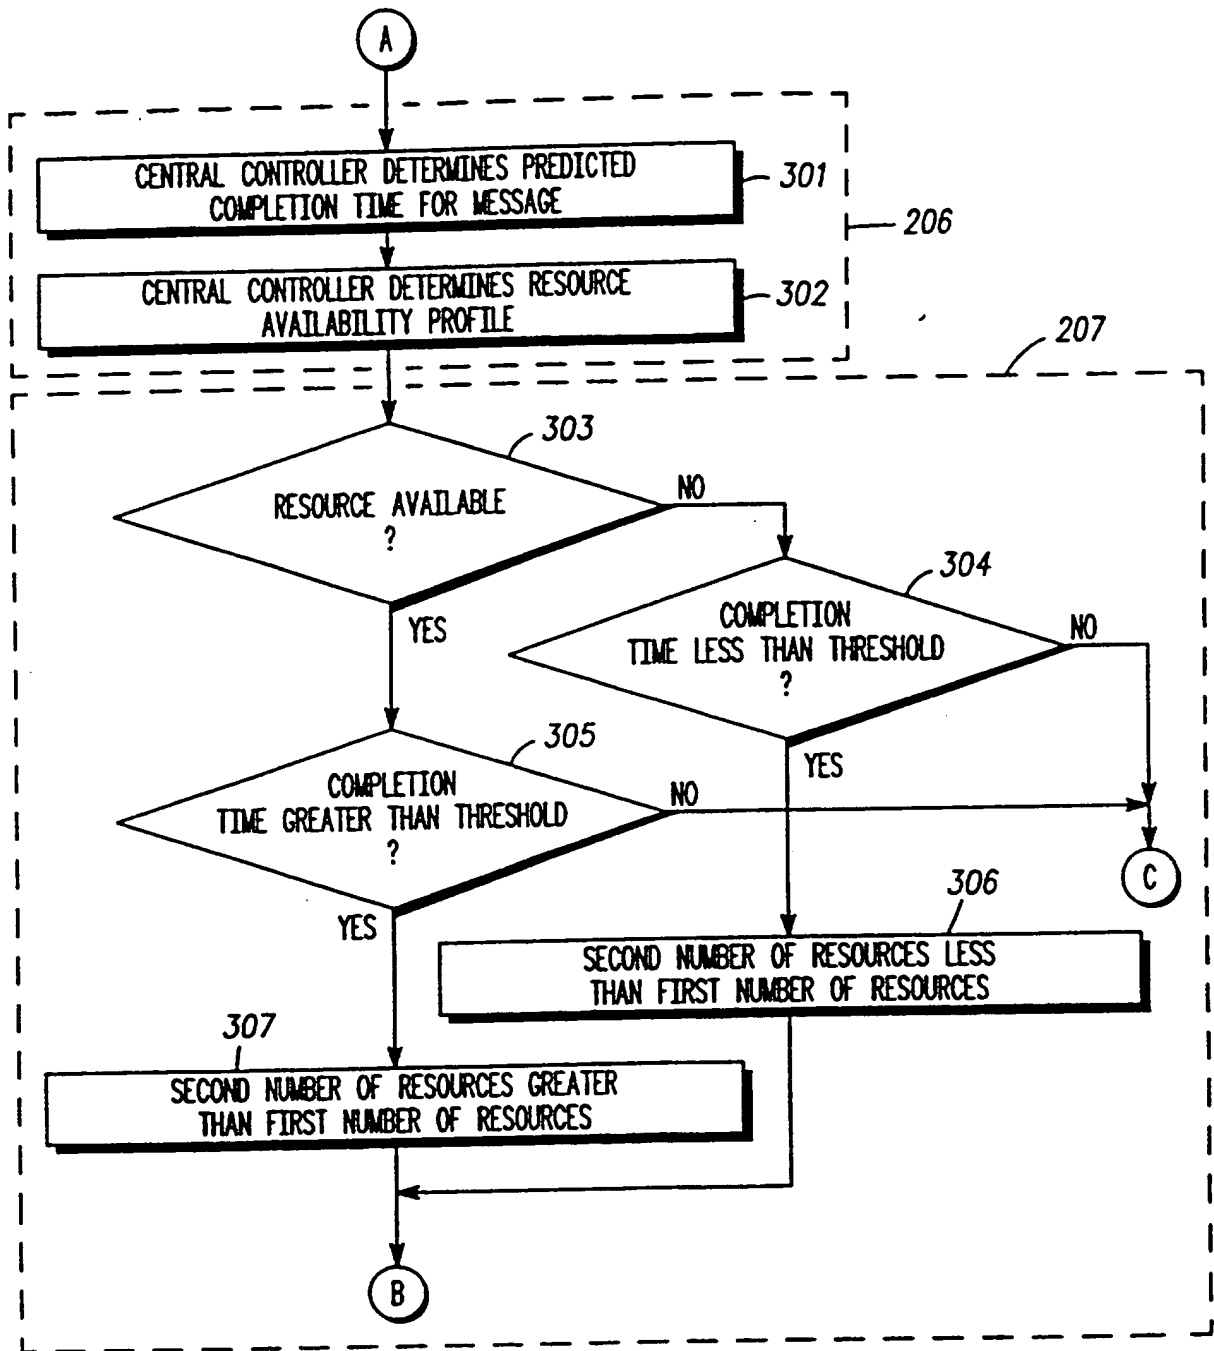 A
CENTRAL CONTROLLER DETERMINES PREDICTED
COMPLETION TIME FOR MESSAGE
301
206
CENTRAL CONTROLLER DETERMINES RESOURCE
AVAILABILITY PROFILE
302
207
303
RESOURCE AVAILABLE
?
NO
YES
304
COMPLETION
TIME LESS THAN THRESHOLD
?
NO
YES
305
COMPLETION
TIME GREATER THAN THRESHOLD
?
NO
YES
C
306
SECOND NUMBER OF RESOURCES LESS
THAN FIRST NUMBER OF RESOURCES
307
SECOND NUMBER OF RESOURCES GREATER
THAN FIRST NUMBER OF RESOURCES
B